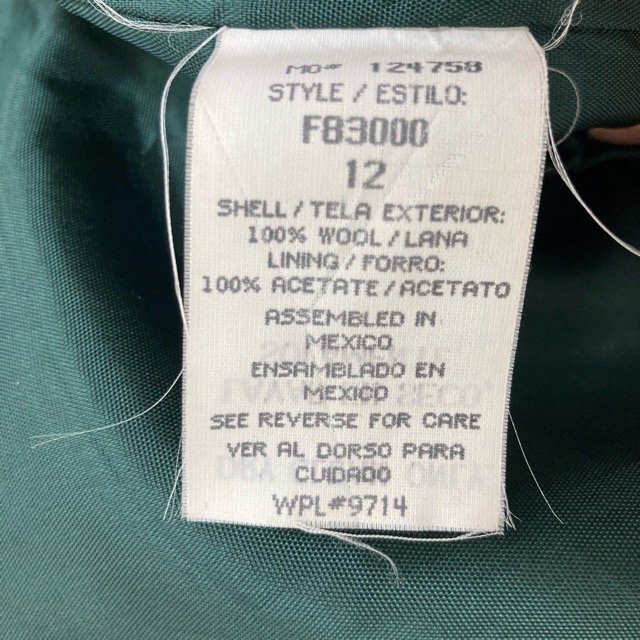 MO# 124758
STYLE / ESTILO:
F83000
12
SHELL / TELA EXTERIOR:
100% WOOL / LANA
LINING / FORRO:
100% ACETATE / ACETATO
ASSEMBLED IN
MEXICO
ENSAMBLADO EN
MEXICO
SEE REVERSE FOR CARE
VER AL DORSO PARA
CUIDADO
WPL#9714